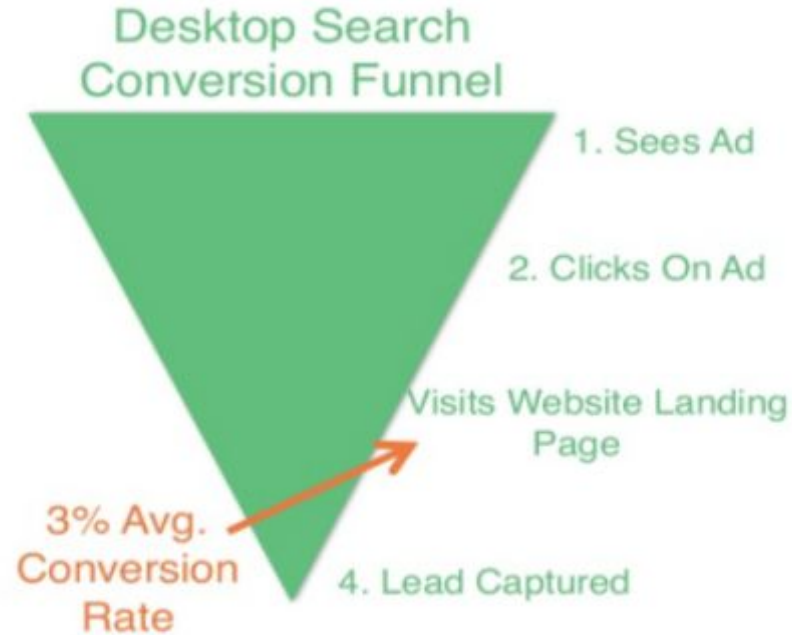 Desktop Search
Conversion Funnel
1. Sees Ad
2. Clicks On Ad
Visits Website Landing
Page
3% Avg.
Conversion
Rate
4. Lead Captured